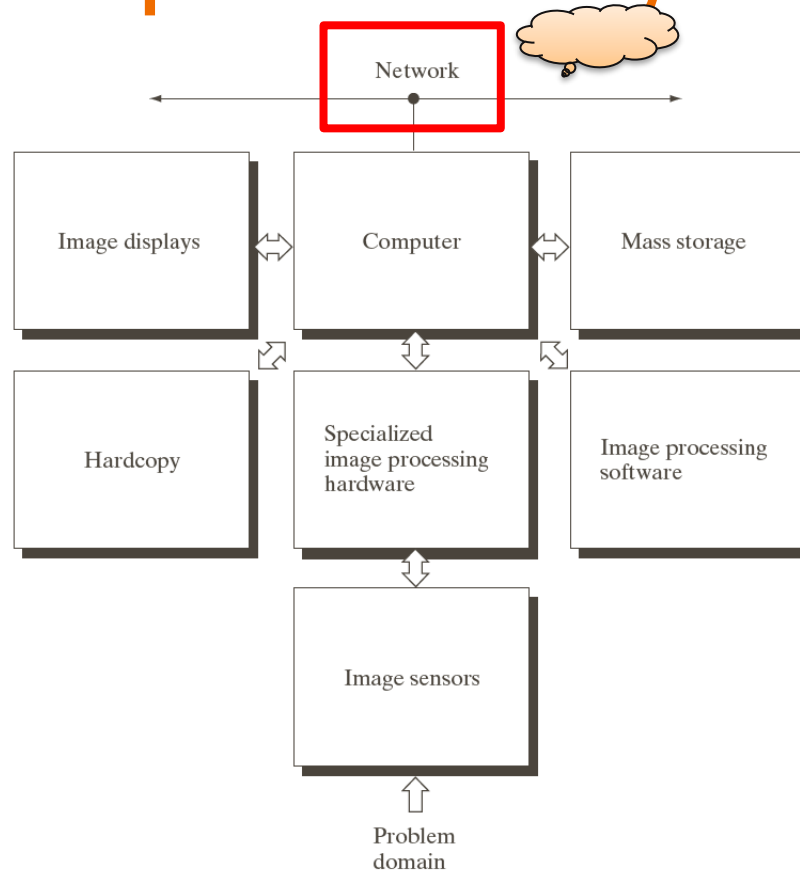 Network
Image displays
Computer
Mass storage
Hardcopy
Specialized
image processing
hardware
Image processing
software
Image sensors
Problem
domain